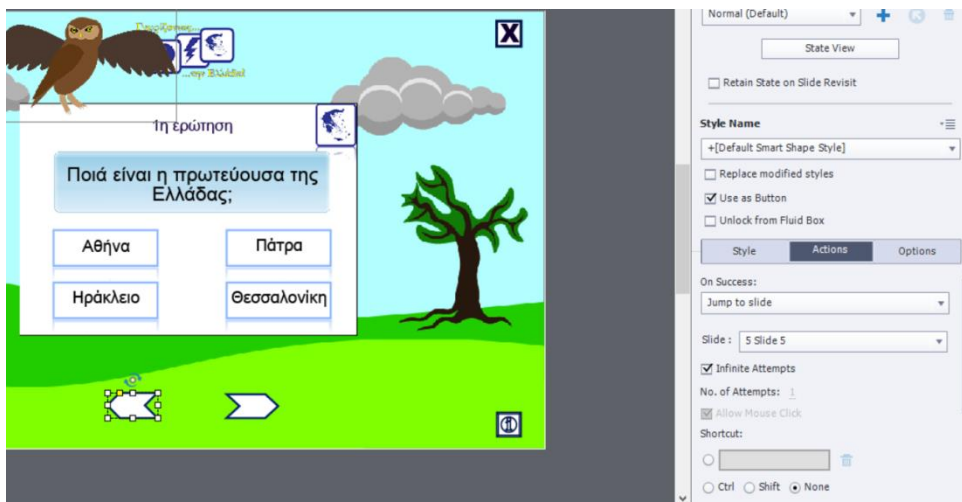 Γνωρίζοντας...
...την Ελλάδα!
X
1η ερώτηση
Ποιά είναι η πρωτεύουσα της
Ελλάδας;
Αθήνα
Πάτρα
Ηράκλειο
Θεσσαλονίκη
i
Normal (Default)
State View
Retain State on Slide Revisit
Style Name
+[Default Smart Shape Style]
Replace modified styles
Use as Button
Unlock from Fluid Box
Style Actions Options
On Success:
Jump to slide
Slide : 5 Slide 5
Infinite Attempts
No. of Attempts: 1
Allow Mouse Click
Shortcut:
Ctrl Shift None